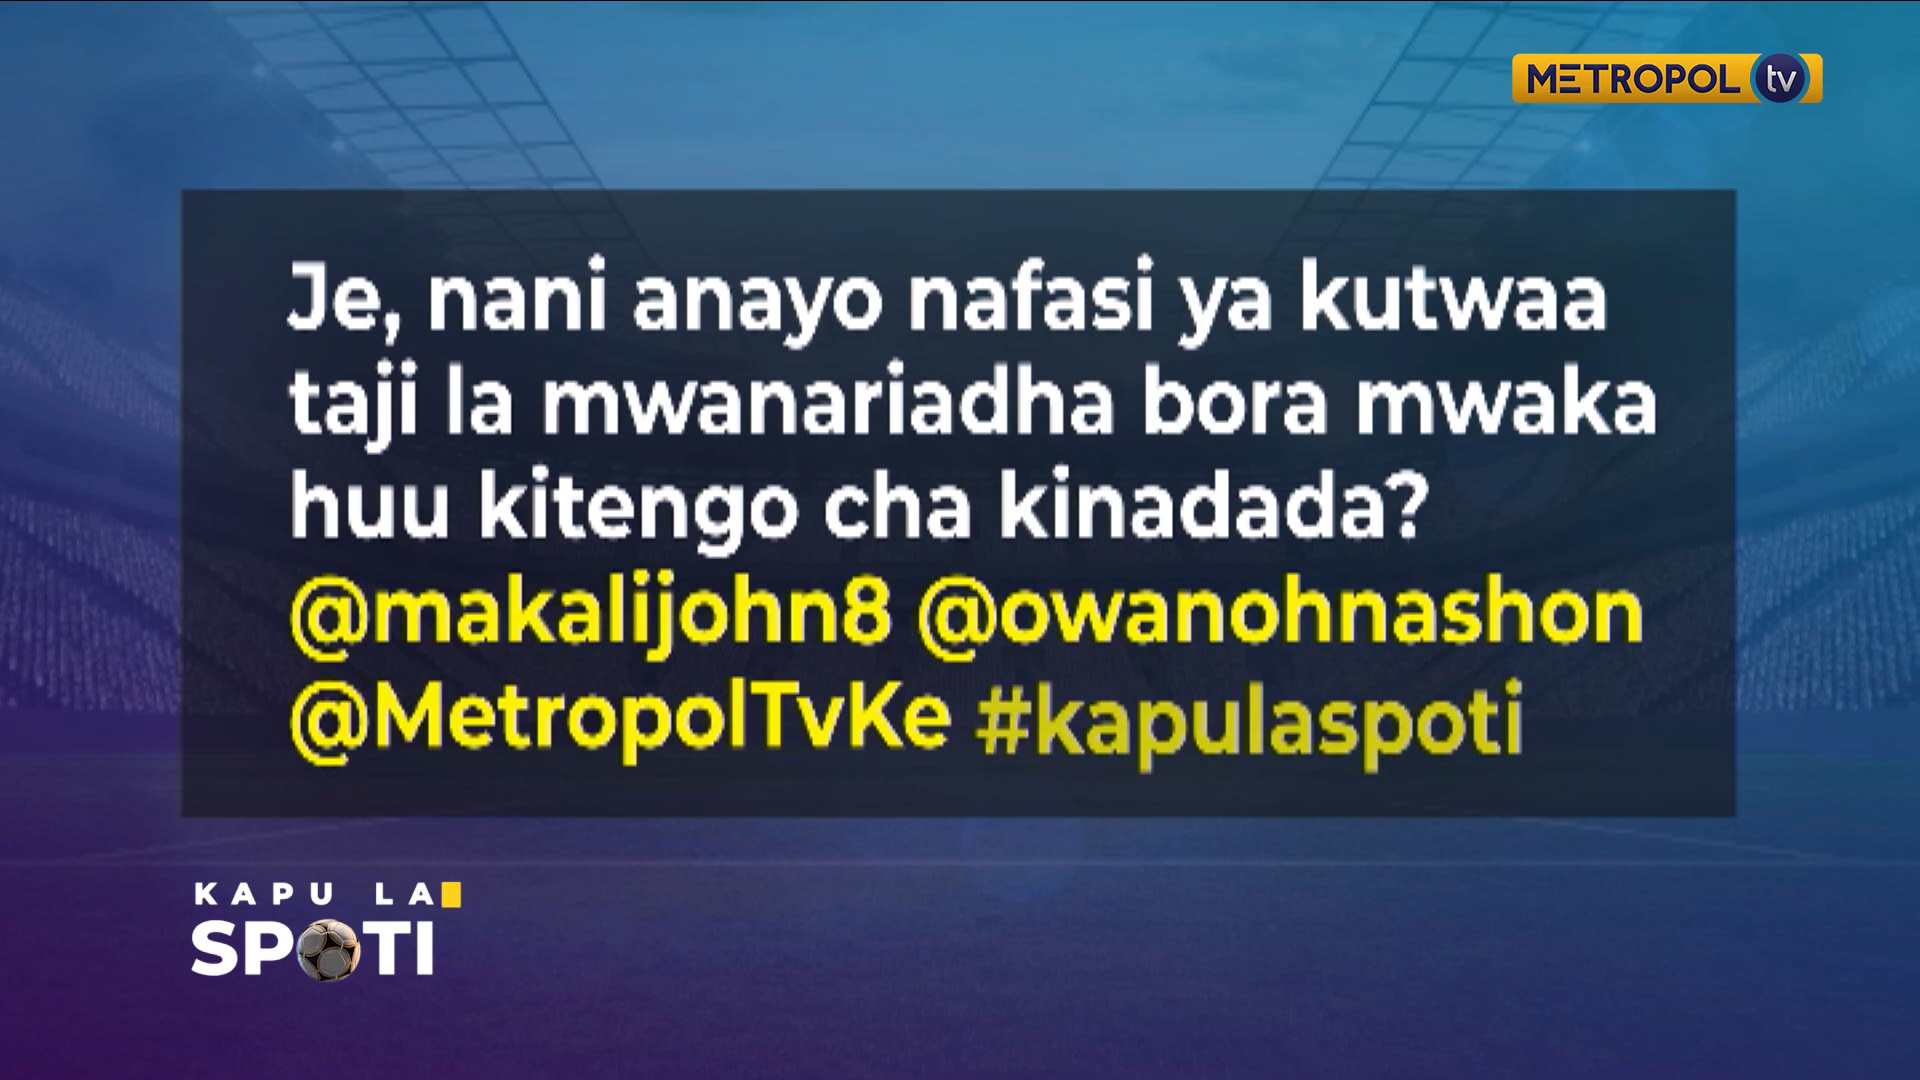 METROPOL tv
Je, nani anayo nafasi ya kutwaa
taji la mwanariadha bora mwaka
huu kitengo cha kinadada?
@makalijohn8 @owanohnashon
@MetropolTvKe #kapulaspoti
KAPU LA
SPOTI